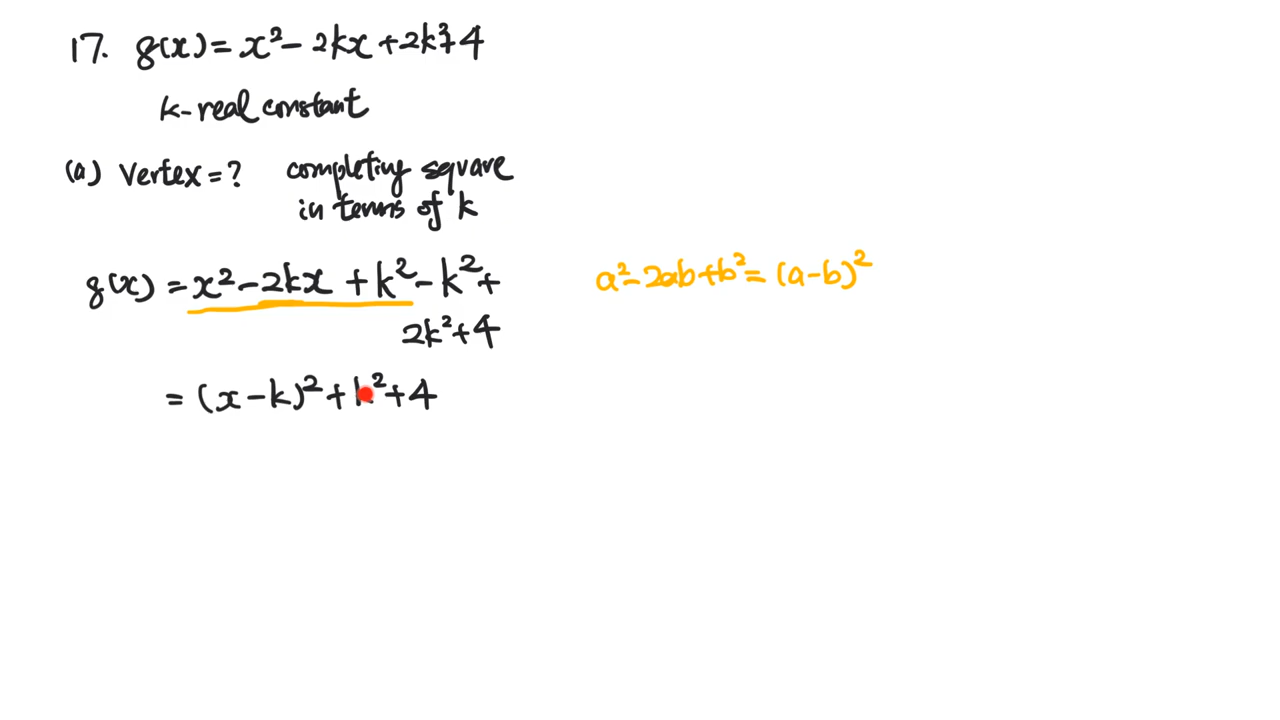 17. g(x) = x² - 2kx + 2k² + 4
k - real constant
(a) Vertex = ? completing square
in terms of k
g(x) = x² - 2kx + k² - k² +
2k² + 4
a² - 2ab + b² = (a - b)²
= (x - k)² + k² + 4